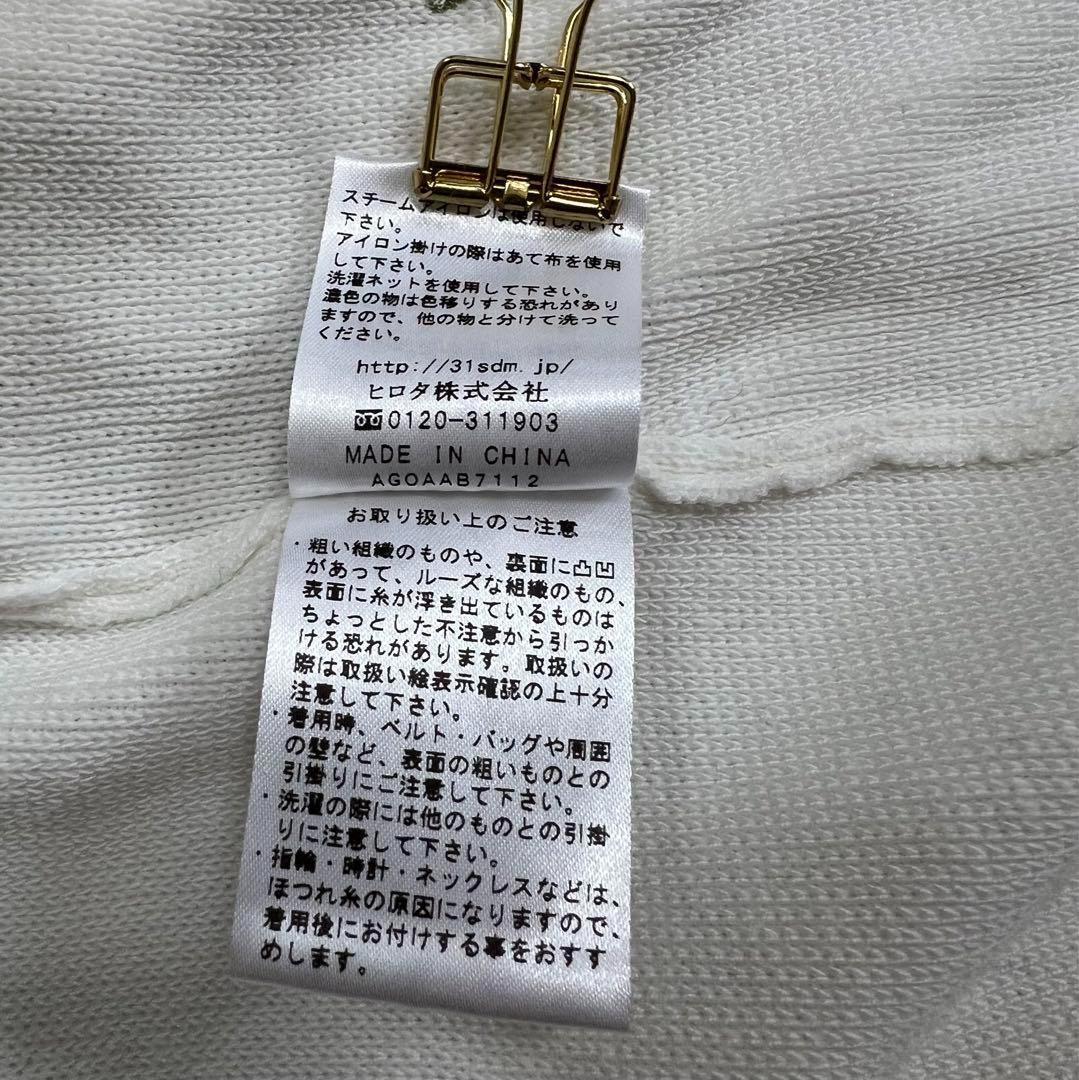 スチームアイロンは使用しないで
下さい。
アイロン掛けの際はあて布を使用
して下さい。
洗濯ネットを使用して下さい。
濃色の物は色移りする恐れがあり
ますので、他の物と分けて洗って
ください。
http://31sdm.jp/
ヒロタ株式会社
0120-311903
MADE IN CHINA
AGOAAB7112
お取り扱い上のご注意
・粗い組織のものや、裏面に凸凹
があって、ルーズな組織のもの、
表面に糸が浮き出ているものは
ちょっとした不注意から引っか
ける恐れがあります。取扱いの
際は取扱い絵表示確認の上十分
注意して下さい。
・着用時、ベルト・バッグや周囲
の壁など、表面の粗いものとの
引掛りにご注意して下さい。
・洗濯の際には他のものとの引掛
りに注意して下さい。
・指輪・時計・ネックレスなどは、
ほつれ糸の原因になりますので、
着用後にお付けする事をおすす
めします。